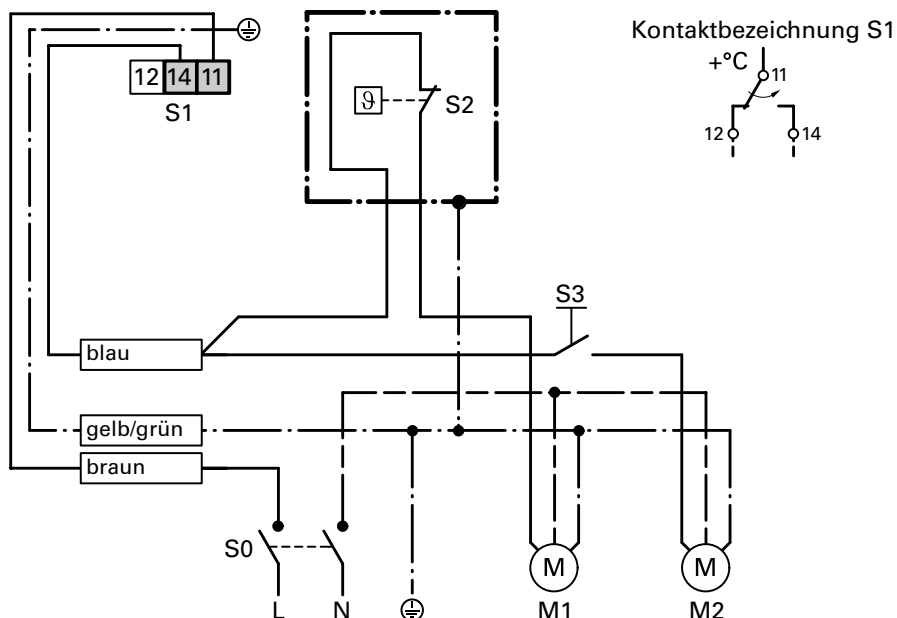 Kontaktbezeichnung S1
+°C
11
12 14
12 14 11
S1
ϑ
S2
S3
blau
gelb/grün
braun
S0
L N
M M
M1 M2